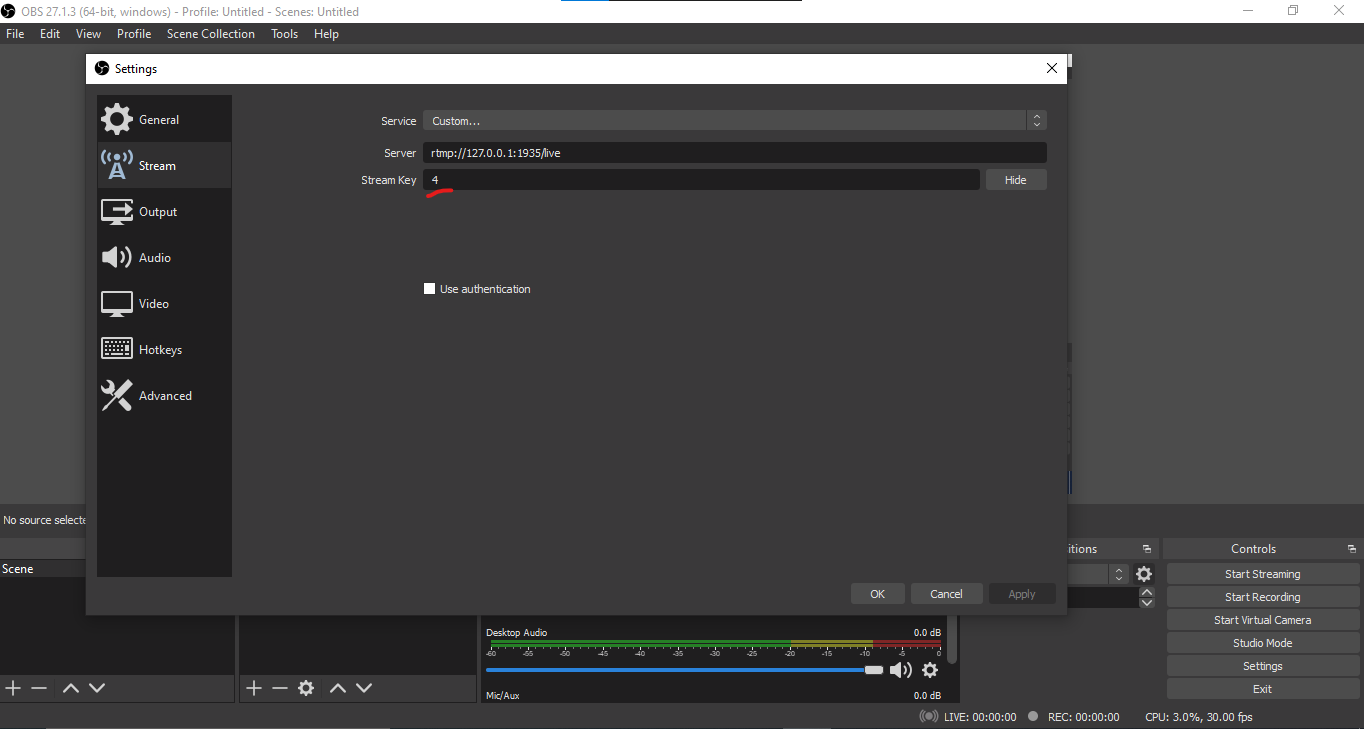 OBS 27.1.3 (64-bit, windows) - Profile: Untitled - Scenes: Untitled
File Edit View Profile Scene Collection Tools Help
Settings
General
Stream
Output
Audio
Video
Hotkeys
Advanced
Service Custom...
Server rtmp://127.0.0.1:1935/live
Stream Key 4 Hide
Use authentication
OK Cancel Apply
No source selecte
Scene
itions
Controls
Start Streaming
Start Recording
Start Virtual Camera
Studio Mode
Settings
Exit
Desktop Audio 0.0 dB
-60 -55 -50 -45 -40 -35 -30 -25 -20 -15 -10 -5 0
Mic/Aux 0.0 dB
LIVE: 00:00:00 REC: 00:00:00 CPU: 3.0%, 30.00 fps